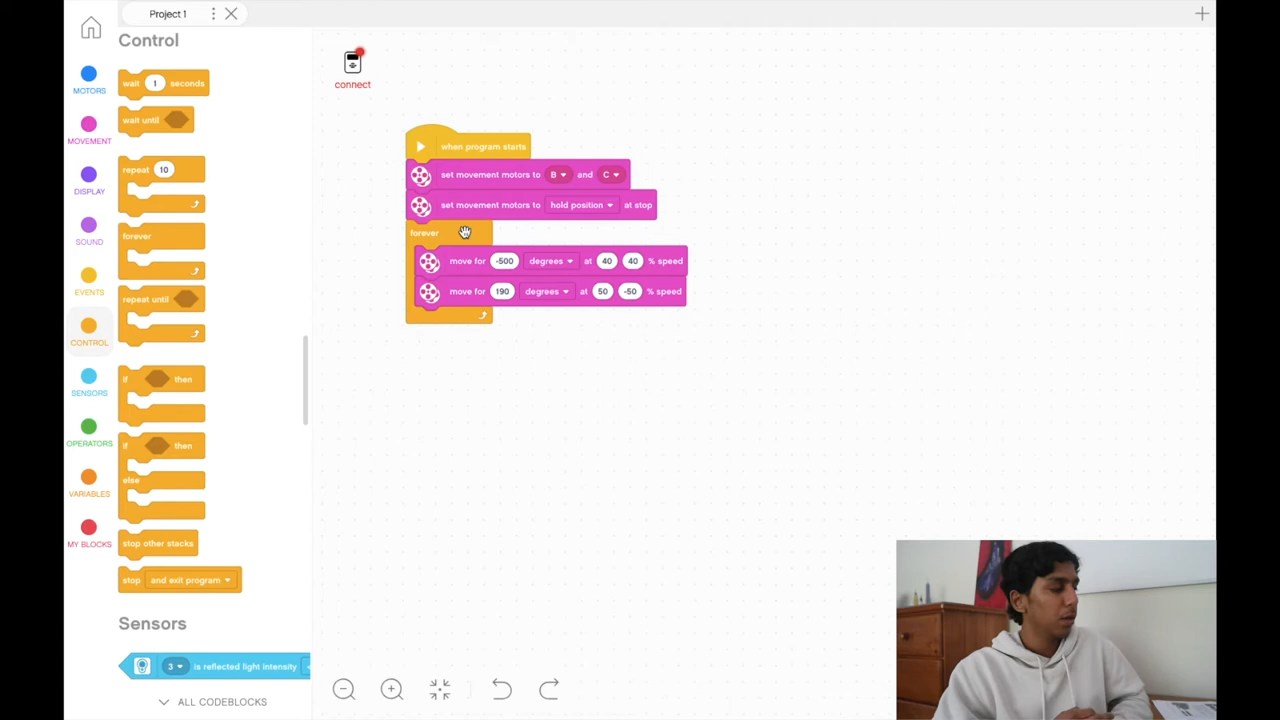 Project 1
Control
connect
MOTORS
MOVEMENT
DISPLAY
SOUND
EVENTS
CONTROL
SENSORS
OPERATORS
VARIABLES
MY BLOCKS
wait 1 seconds
wait until
repeat 10
forever
repeat until
if then
if then
else
stop other stacks
stop and exit program
Sensors
3 is reflected light intensity
ALL CODEBLOCKS
when program starts
set movement motors to B and C
set movement motors to hold position at stop
forever
move for -500 degrees at 40 40 % speed
move for 190 degrees at 50 -50 % speed